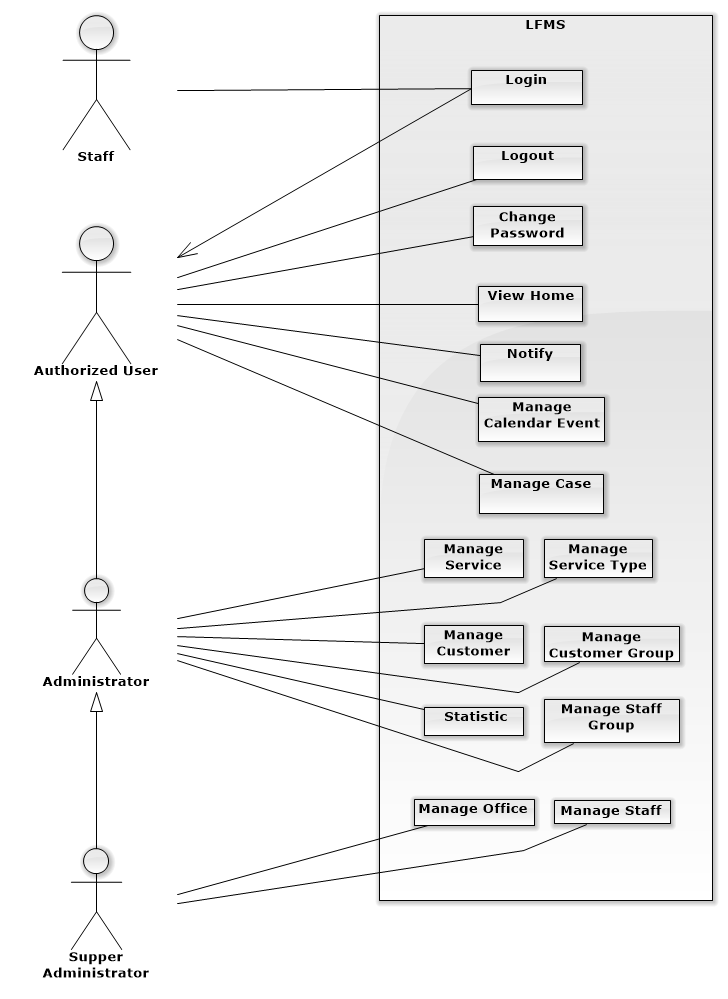 LFMS
Login
Staff
Logout
Change
Password
View Home
Notify
Authorized User
Manage
Calendar Event
Manage Case
Manage
Service
Manage
Service Type
Manage
Customer
Manage
Customer Group
Administrator
Statistic
Manage Staff
Group
Manage Office
Manage Staff
Supper
Administrator